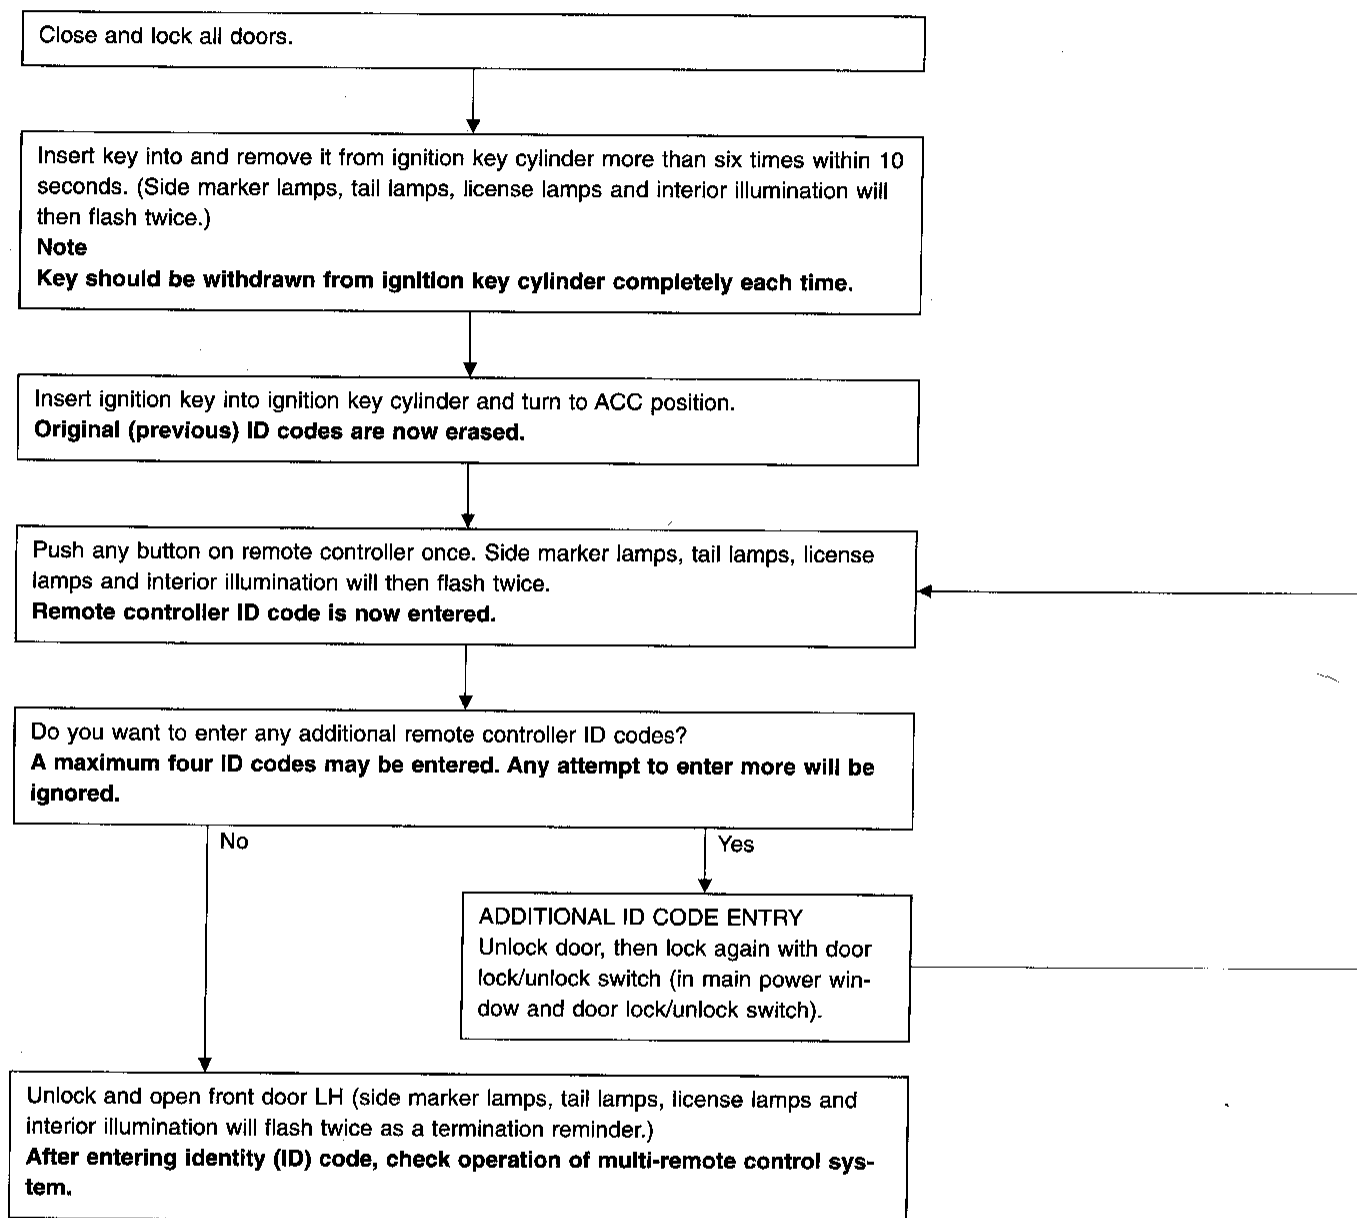 Close and lock all doors.
Insert key into and remove it from ignition key cylinder more than six times within 10
seconds. (Side marker lamps, tail lamps, license lamps and interior illumination will
then flash twice.)
Note
Key should be withdrawn from ignition key cylinder completely each time.
Insert ignition key into ignition key cylinder and turn to ACC position.
Original (previous) ID codes are now erased.
Push any button on remote controller once. Side marker lamps, tail lamps, license
lamps and interior illumination will then flash twice.
Remote controller ID code is now entered.
Do you want to enter any additional remote controller ID codes?
A maximum four ID codes may be entered. Any attempt to enter more will be
ignored.
No
Yes
ADDITIONAL ID CODE ENTRY
Unlock door, then lock again with door
lock/unlock switch (in main power win-
dow and door lock/unlock switch).
Unlock and open front door LH (side marker lamps, tail lamps, license lamps and
interior illumination will flash twice as a termination reminder.)
After entering identity (ID) code, check operation of multi-remote control sys-
tem.